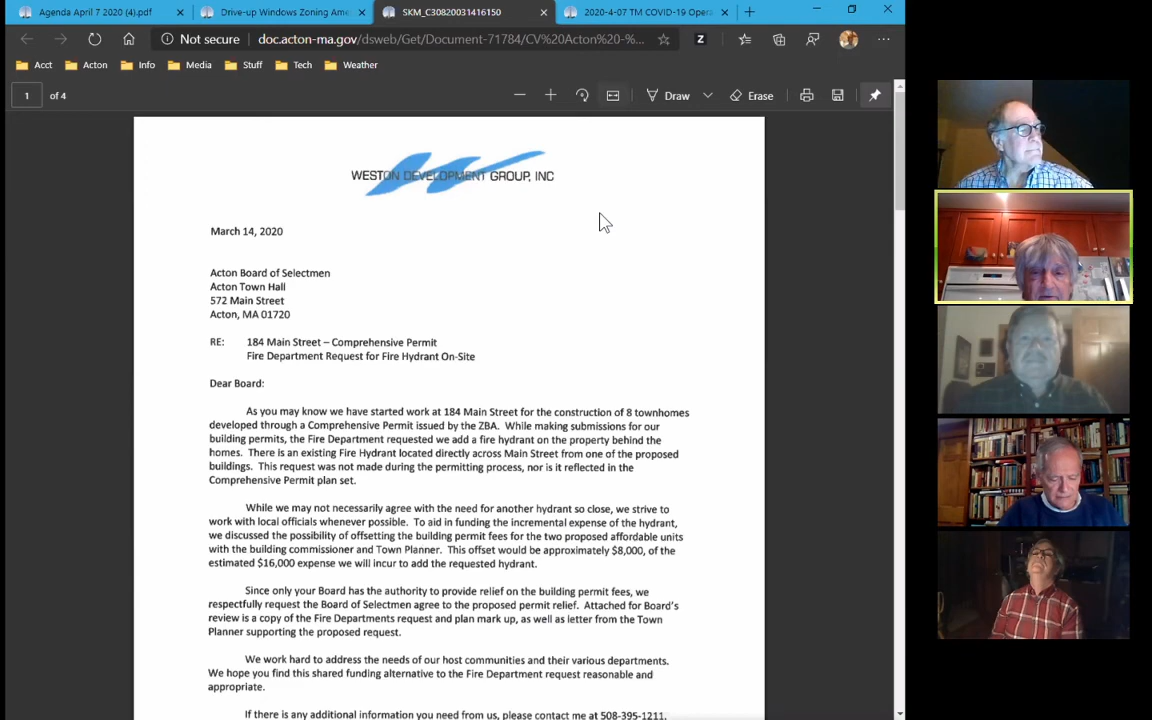 Agenda April 7 2020 (4).pdf
Drive-up Windows Zoning Ame
SKM_C30820031416150
2020-4-07 TM COVID-19 Oper
Not secure
doc.acton-ma.gov/dsweb/Get/Document-71784/CV%20Acton%20-%...
Acct
Acton
Info
Media
Stuff
Tech
Weather
1 of 4
Draw
Erase
WESTON DEVELOPMENT GROUP, INC
March 14, 2020
Acton Board of Selectmen
Acton Town Hall
572 Main Street
Acton, MA 01720
RE: 184 Main Street – Comprehensive Permit
Fire Department Request for Fire Hydrant On-Site
Dear Board:
As you may know we have started work at 184 Main Street for the construction of 8 townhomes
developed through a Comprehensive Permit issued by the ZBA. While making submissions for our
building permits, the Fire Department requested we add a fire hydrant on the property behind the
homes. There is an existing Fire Hydrant located directly across Main Street from one of the proposed
buildings. This request was not made during the permitting process, nor is it reflected in the
Comprehensive Permit plan set.
While we may not necessarily agree with the need for another hydrant so close, we strive to
work with local officials whenever possible. To aid in funding the incremental expense of the hydrant,
we discussed the possibility of offsetting the building permit fees for the two proposed affordable units
with the building commissioner and Town Planner. This offset would be approximately $8,000, of the
estimated $16,000 expense we will incur to add the requested hydrant.
Since only your Board has the authority to provide relief on the building permit fees, we
respectfully request the Board of Selectmen agree to the proposed permit relief. Attached for Board's
review is a copy of the Fire Departments request and plan mark up, as well as letter from the Town
Planner supporting the proposed request.
We work hard to address the needs of our host communities and their various departments.
We hope you find this shared funding alternative to the Fire Department request reasonable and
appropriate.
If there is any additional information you need from us, please contact me at 508-395-1211.